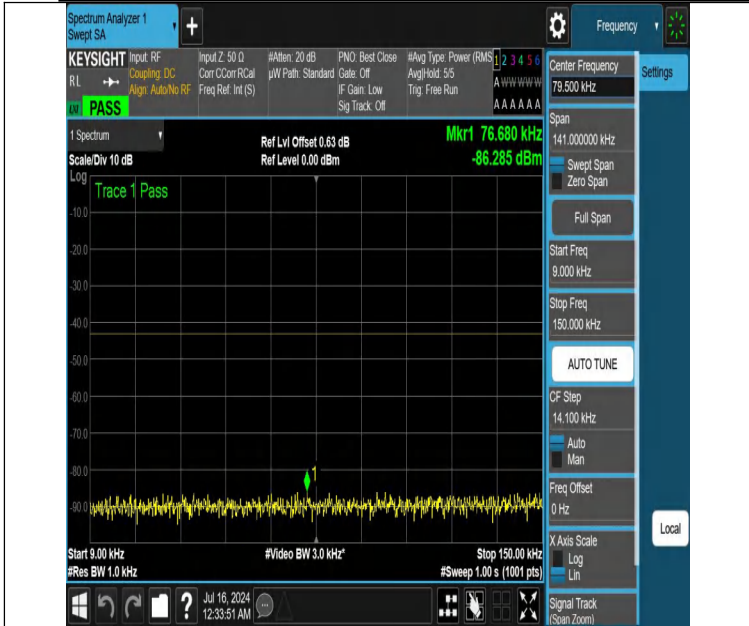 Spectrum Analyzer 1
Swept SA
+
Frequency
KEYSIGHT
RL
LXI
PASS
Input: RF
Coupling: DC
Align: Auto/No RF
Input Z: 50 Ω
Corr CCorr RCal
Freq Ref: Int (S)
#Atten: 20 dB
µW Path: Standard
PNO: Best Close
Gate: Off
IF Gain: Low
Sig Track: Off
#Avg Type: Power (RMS
Avg|Hold: 5/5
Trig: Free Run
1 2 3 4 5 6
A W W W W W
A A A A A A
1 Spectrum
Scale/Div 10 dB
Ref Lvl Offset 0.63 dB
Ref Level 0.00 dBm
Mkr1 76.680 kHz
-86.285 dBm
Log
Trace 1 Pass
-10.0
-20.0
-30.0
-40.0
-50.0
-60.0
-70.0
-80.0
-90.0
1
Start 9.00 kHz
#Res BW 1.0 kHz
#Video BW 3.0 kHz*
Stop 150.00 kHz
#Sweep 1.00 s (1001 pts)
?
Jul 16, 2024
12:33:51 AM
Center Frequency
79.500 kHz
Span
141.000000 kHz
Swept Span
Zero Span
Full Span
Start Freq
9.000 kHz
Stop Freq
150.000 kHz
AUTO TUNE
CF Step
14.100 kHz
Auto
Man
Freq Offset
0 Hz
X Axis Scale
Log
Lin
Signal Track
(Span Zoom)
Settings
Local